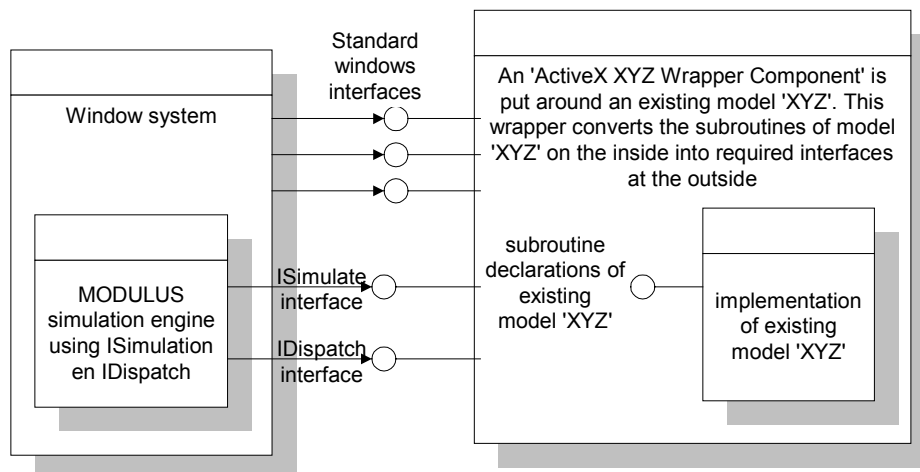 Standard
windows
interfaces
Window system
An 'ActiveX XYZ Wrapper Component' is
put around an existing model 'XYZ'. This
wrapper converts the subroutines of model
'XYZ' on the inside into required interfaces
at the outside
MODULUS
simulation engine
using ISimulation
en IDispatch
ISimulate
interface
IDispatch
interface
subroutine
declarations of
existing
model 'XYZ'
implementation
of existing
model 'XYZ'